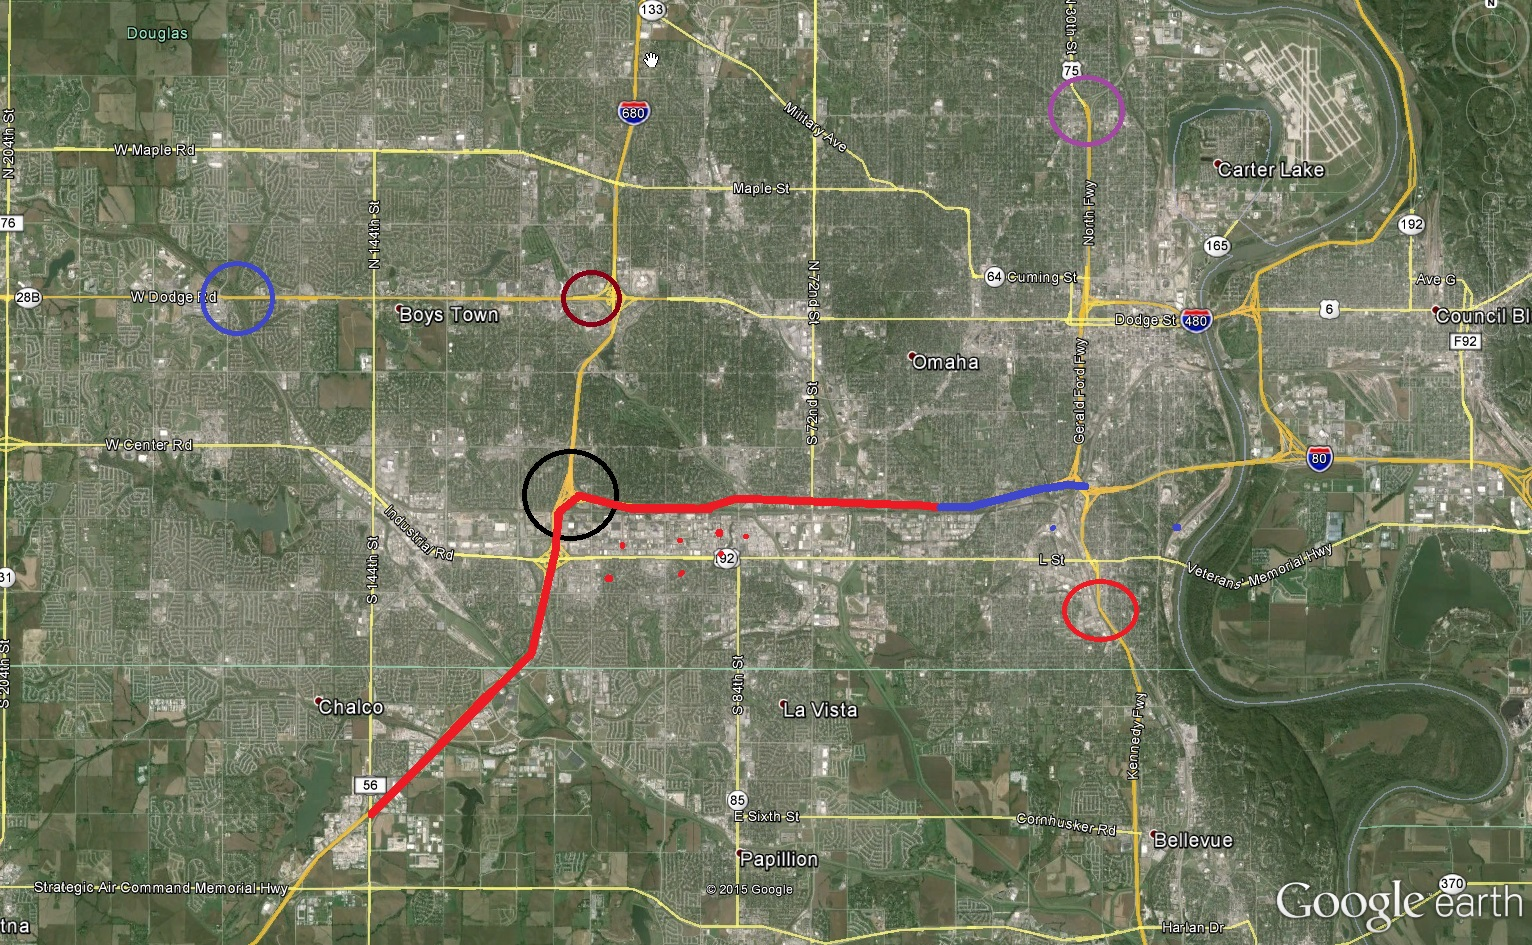 133
N 30th St
N
Douglas
75
680
Military Ave
N 204th St
W Maple Rd
Carter Lake
Maple St
76
N 144th St
North Fwy
192
165
N 72nd St
64
Cuming St
Ave G
28B
W Dodge Rd
Boys Town
Dodge St
480
6
Council Bl
F92
Omaha
Gerald Ford Fwy
S 72nd St
W Center Rd
80
Industrial Rd
92
L St
Veterans' Memorial Hwy
31
S 144th St
S 204th St
S 84th St
Chalco
La Vista
Kennedy Fwy
56
85
E Sixth St
Cornhusker Rd
Bellevue
Papillion
Strategic Air Command Memorial Hwy
© 2015 Google
370
Google earth
tna
Harlan Dr